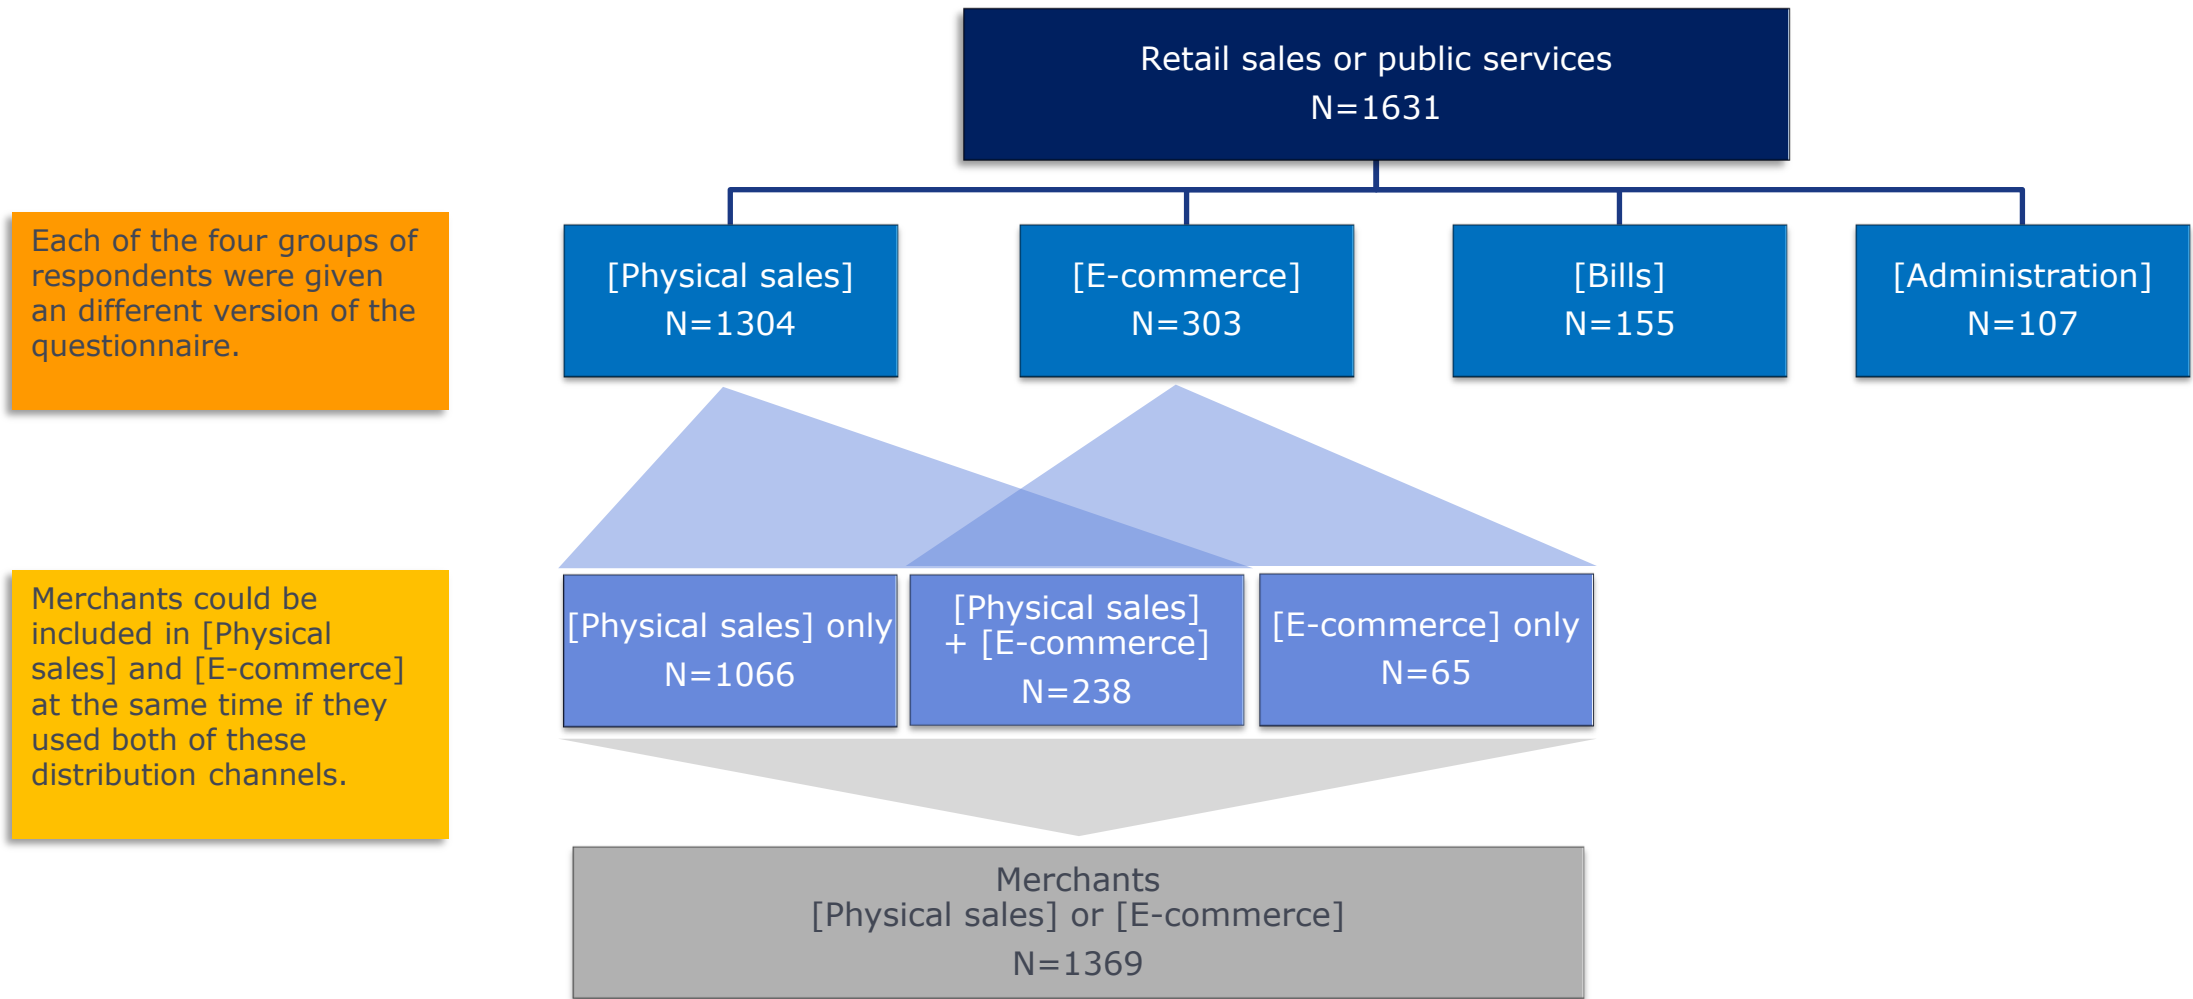 Retail sales or public services
N=1631
Each of the four groups of
respondents were given
an different version of the
questionnaire.
[Physical sales]
N=1304
[E-commerce]
N=303
[Bills]
N=155
[Administration]
N=107
Merchants could be
included in [Physical
sales] and [E-commerce]
at the same time if they
used both of these
distribution channels.
[Physical sales] only
N=1066
[Physical sales]
+ [E-commerce]
N=238
[E-commerce] only
N=65
Merchants
[Physical sales] or [E-commerce]
N=1369